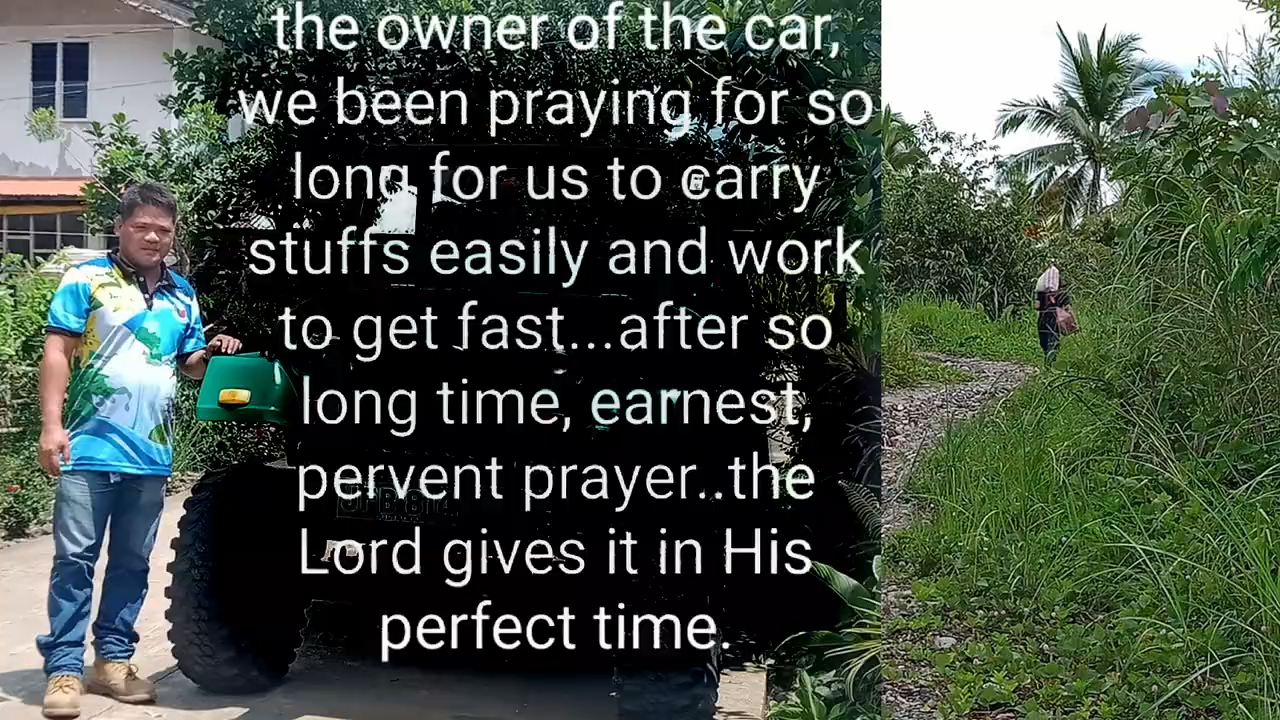 the owner of the car,
we been praying for so
long for us to carry
stuffs easily and work
to get fast...after so
long time, earnest,
pervent prayer..the
Lord gives it in His
perfect time.